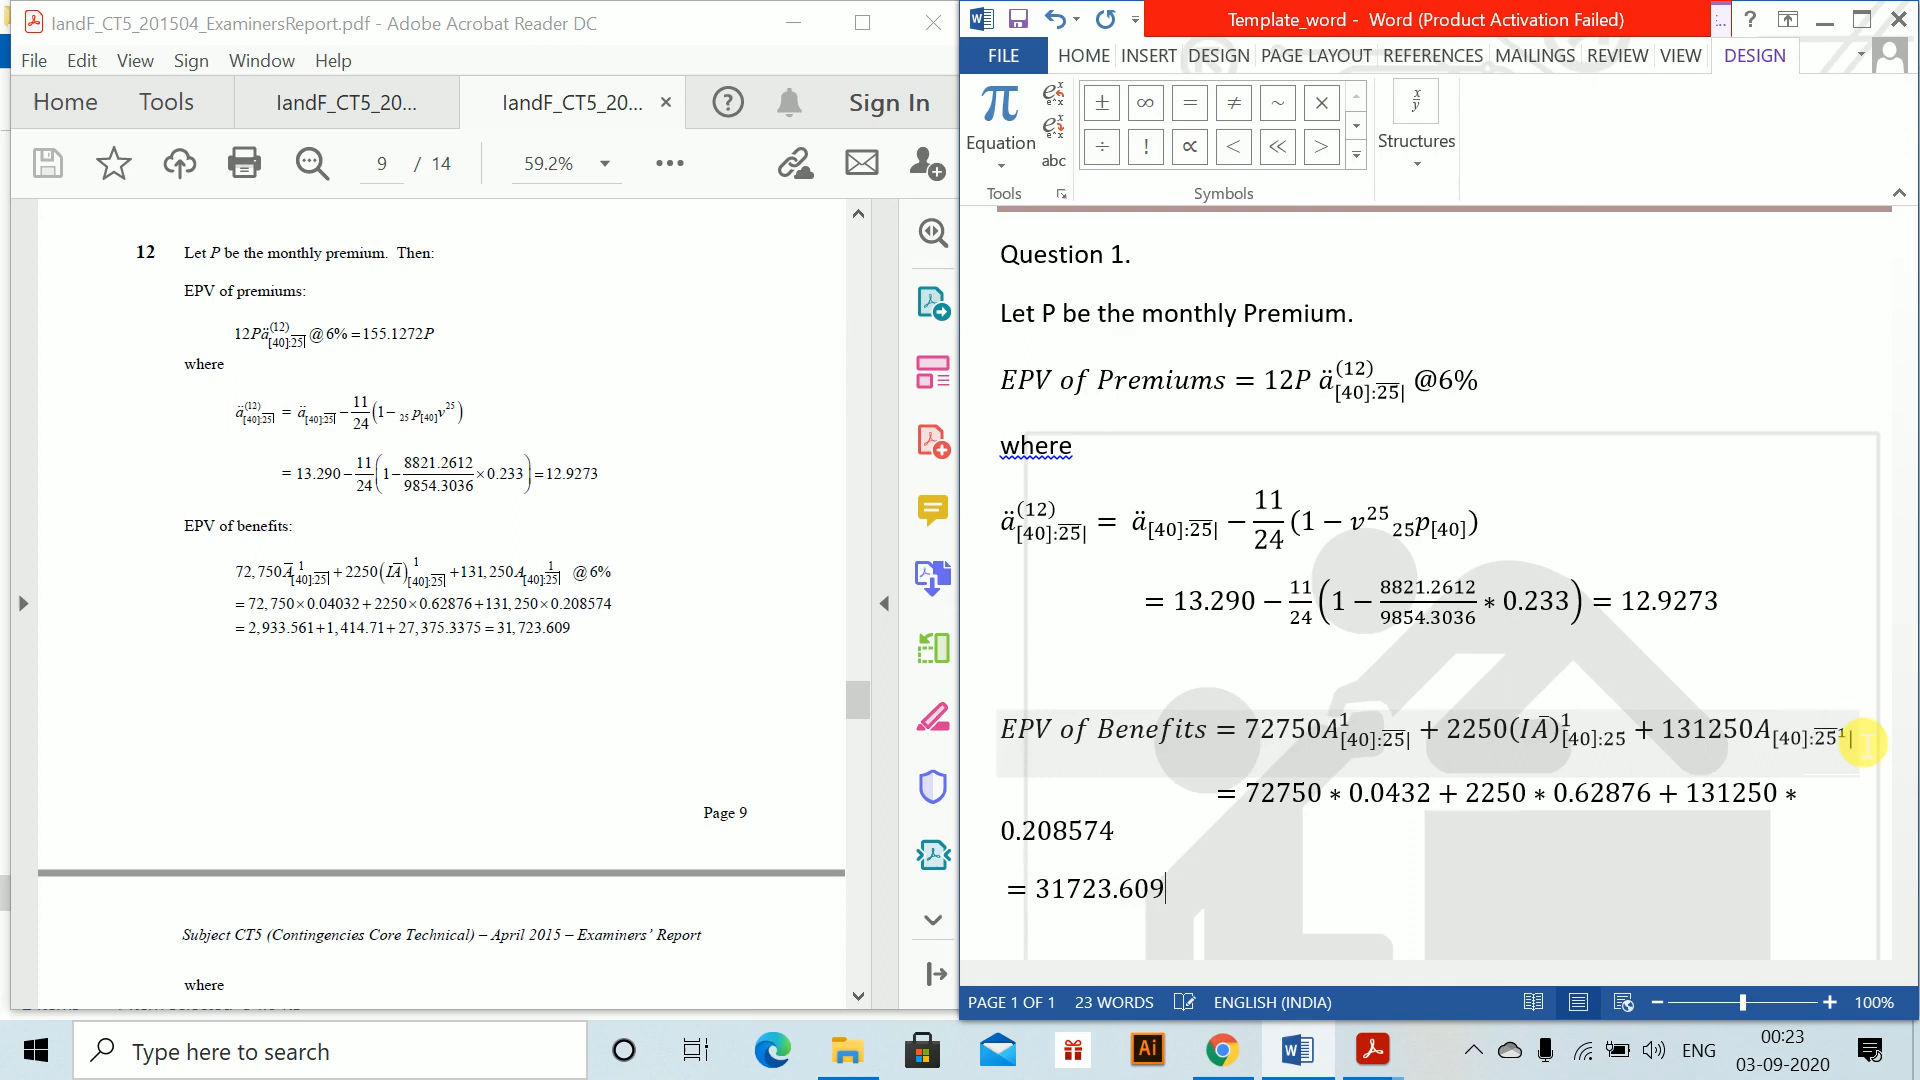 IandF_CT5_201504_ExaminersReport.pdf - Adobe Acrobat Reader DC
File Edit View Sign Window Help
Home Tools IandF_CT5_20... IandF_CT5_20... × ? Sign In
9 / 14 59.2%
12 Let P be the monthly premium. Then:
EPV of premiums:
12Pä^{(12)}_{[40]:25|} @ 6% = 155.1272P
where
ä^{(12)}_{[40]:25|} = ä_{[40]:25|} − 11/24 (1 − ₂₅p_{[40]}v^{25})
= 13.290 − 11/24 (1 − 8821.2612/9854.3036 × 0.233) = 12.9273
EPV of benefits:
72,750A̅^1_{[40]:25|} + 2250(IA̅)^1_{[40]:25|} + 131,250A_{[40]:25|}^1 @ 6%
= 72,750×0.04032 + 2250×0.62876 + 131,250×0.208574
= 2,933.561 + 1,414.71 + 27,375.3375 = 31,723.609
Page 9
Subject CT5 (Contingencies Core Technical) – April 2015 – Examiners' Report
where
Template_word - Word (Product Activation Failed)
FILE HOME INSERT DESIGN PAGE LAYOUT REFERENCES MAILINGS REVIEW VIEW DESIGN
π ± ∞ = ≠ ~ ×
Equation abc ÷ ! ∝ < ≪ > Structures
Tools Symbols
Question 1.
Let P be the monthly Premium.
EPV of Premiums = 12P ä^{(12)}_{[40]:25|} @6%
where
ä^{(12)}_{[40]:25|} = ä_{[40]:25|} − 11/24 (1 − v^{25} ₂₅p_{[40]})
= 13.290 − 11/24 (1 − 8821.2612/9854.3036 * 0.233) = 12.9273
EPV of Benefits = 72750A^1_{[40]:25|} + 2250(IA̅)^1_{[40]:25} + 131250A_{[40]:25^1|}
= 72750 * 0.0432 + 2250 * 0.62876 + 131250 *
0.208574
= 31723.609
PAGE 1 OF 1 23 WORDS ENGLISH (INDIA) 100%
Type here to search
Ai
ENG
00:23
03-09-2020